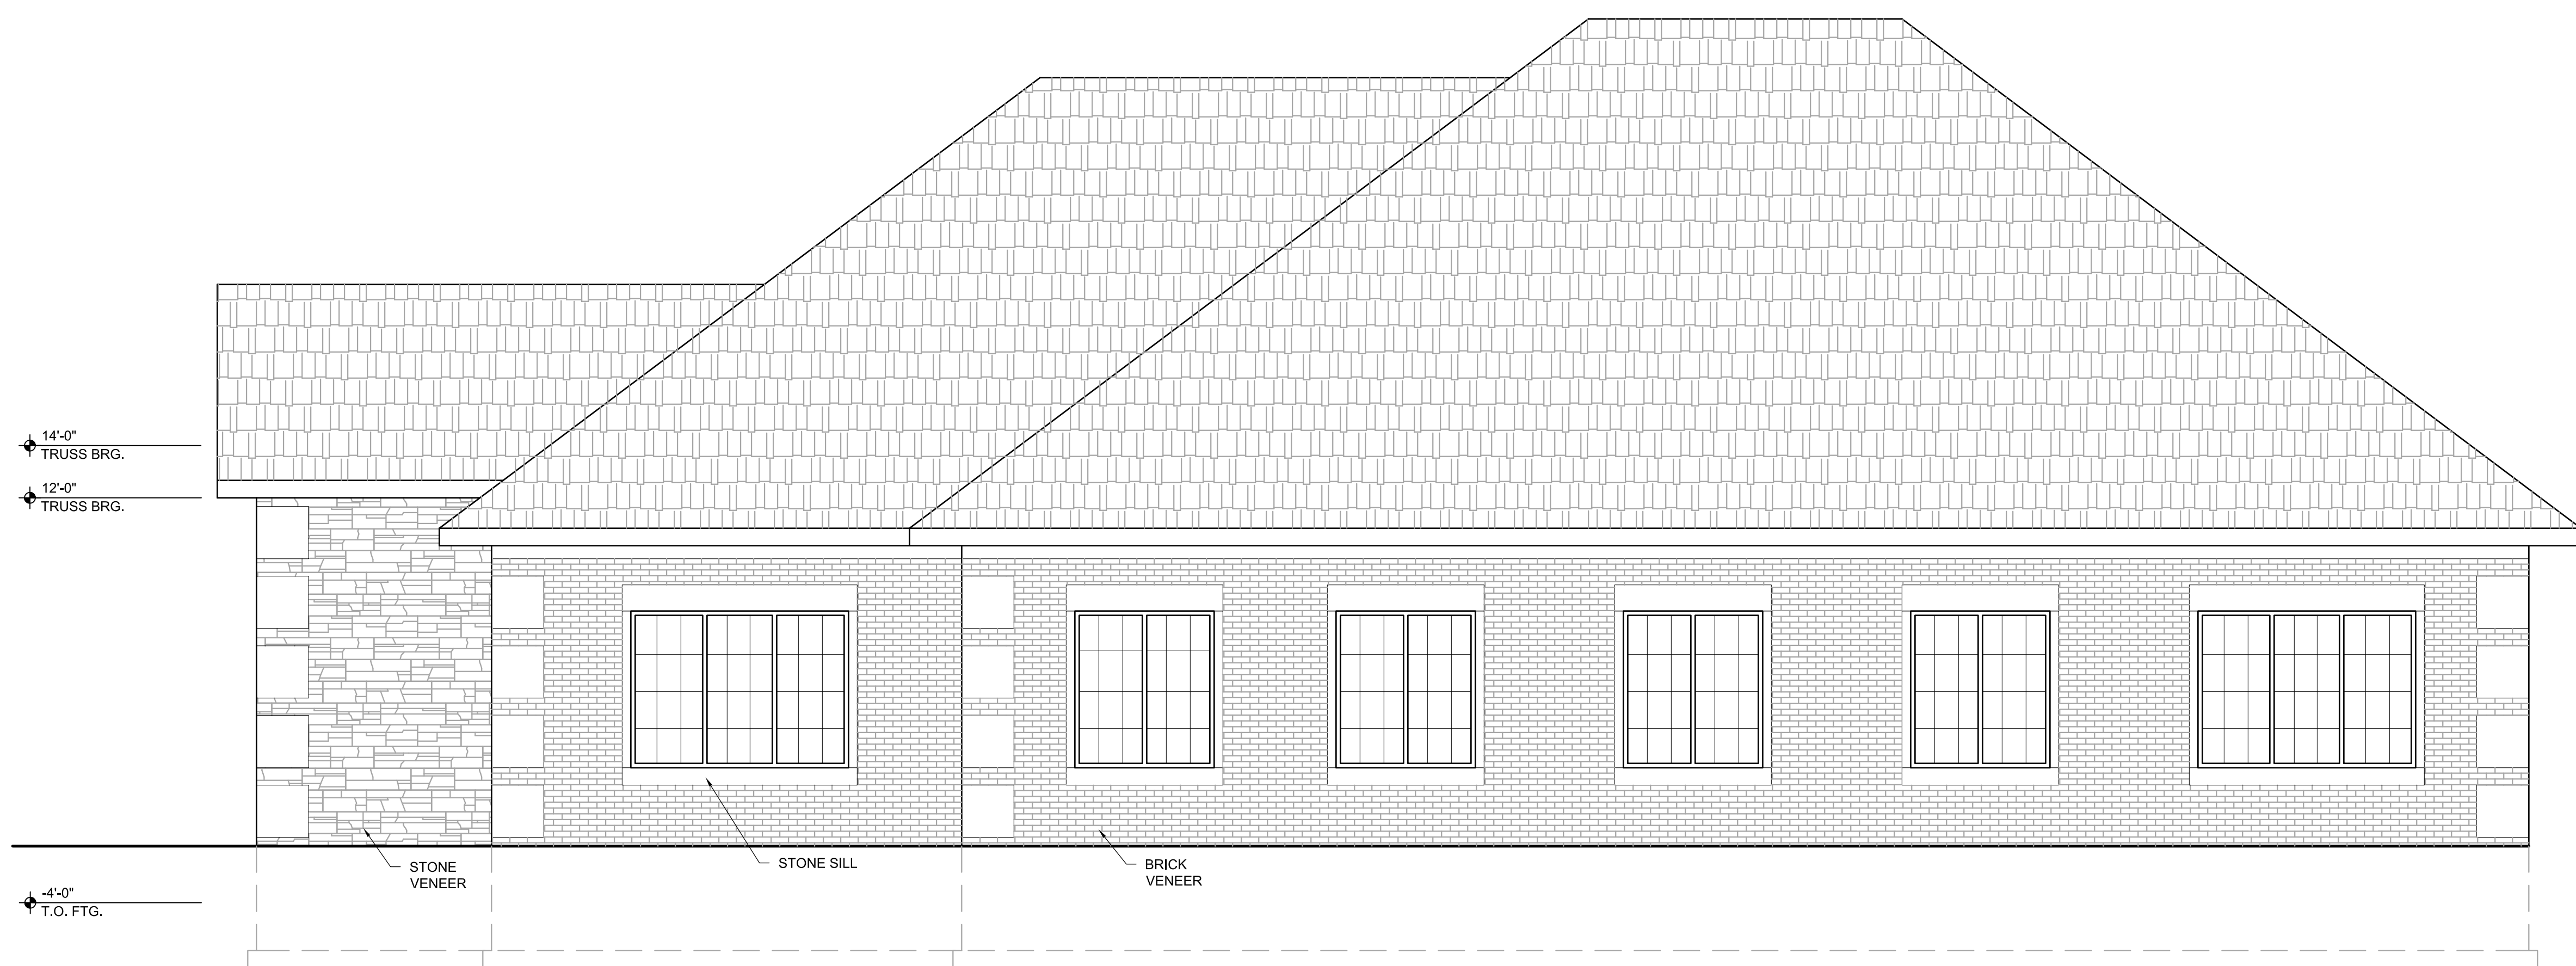 14'-0"
TRUSS BRG.
12'-0"
TRUSS BRG.
STONE
VENEER
STONE SILL
BRICK
VENEER
-4'-0"
T.O. FTG.